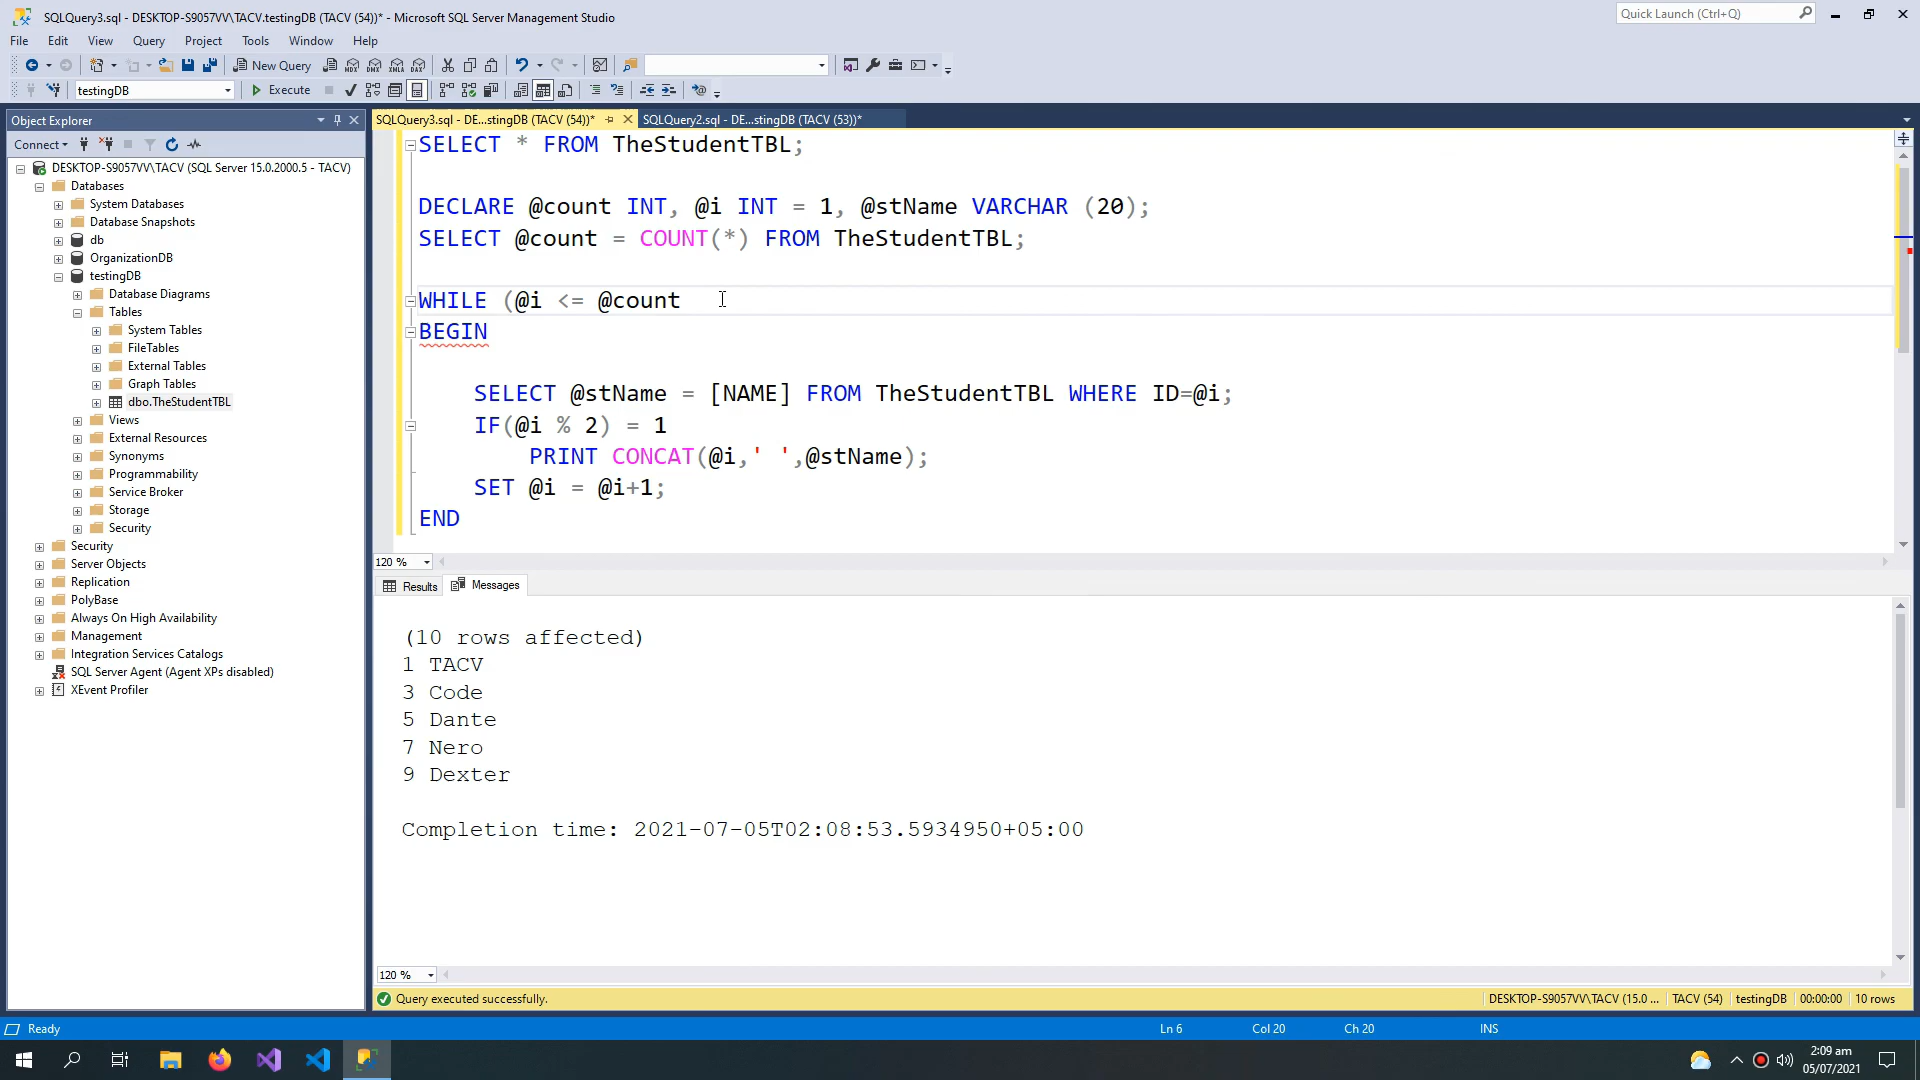 SQLQuery3.sql - DESKTOP-S9057VV\TACV.testingDB (TACV (54))* - Microsoft SQL Server Management Studio
Quick Launch (Ctrl+Q)
File Edit View Query Project Tools Window Help
New Query
MDX DMX XMLA DAX
testingDB
Execute
Object Explorer
SQLQuery3.sql - DE...stingDB (TACV (54))*
SQLQuery2.sql - DE...stingDB (TACV (53))*
Connect
DESKTOP-S9057VV\TACV (SQL Server 15.0.2000.5 - TACV)
Databases
System Databases
Database Snapshots
db
OrganizationDB
testingDB
Database Diagrams
Tables
System Tables
FileTables
External Tables
Graph Tables
dbo.TheStudentTBL
Views
External Resources
Synonyms
Programmability
Service Broker
Storage
Security
Security
Server Objects
Replication
PolyBase
Always On High Availability
Management
Integration Services Catalogs
SQL Server Agent (Agent XPs disabled)
XEvent Profiler
SELECT * FROM TheStudentTBL;
DECLARE @count INT, @i INT = 1, @stName VARCHAR (20);
SELECT @count = COUNT(*) FROM TheStudentTBL;
WHILE (@i <= @count
BEGIN
SELECT @stName = [NAME] FROM TheStudentTBL WHERE ID=@i;
IF(@i % 2) = 1
PRINT CONCAT(@i,' ',@stName);
SET @i = @i+1;
END
120 %
Results
Messages
(10 rows affected)
1 TACV
3 Code
5 Dante
7 Nero
9 Dexter
Completion time: 2021-07-05T02:08:53.5934950+05:00
120 %
Query executed successfully.
DESKTOP-S9057VV\TACV (15.0 ... TACV (54) testingDB 00:00:00 10 rows
Ready
Ln 6
Col 20
Ch 20
INS
2:09 am
05/07/2021